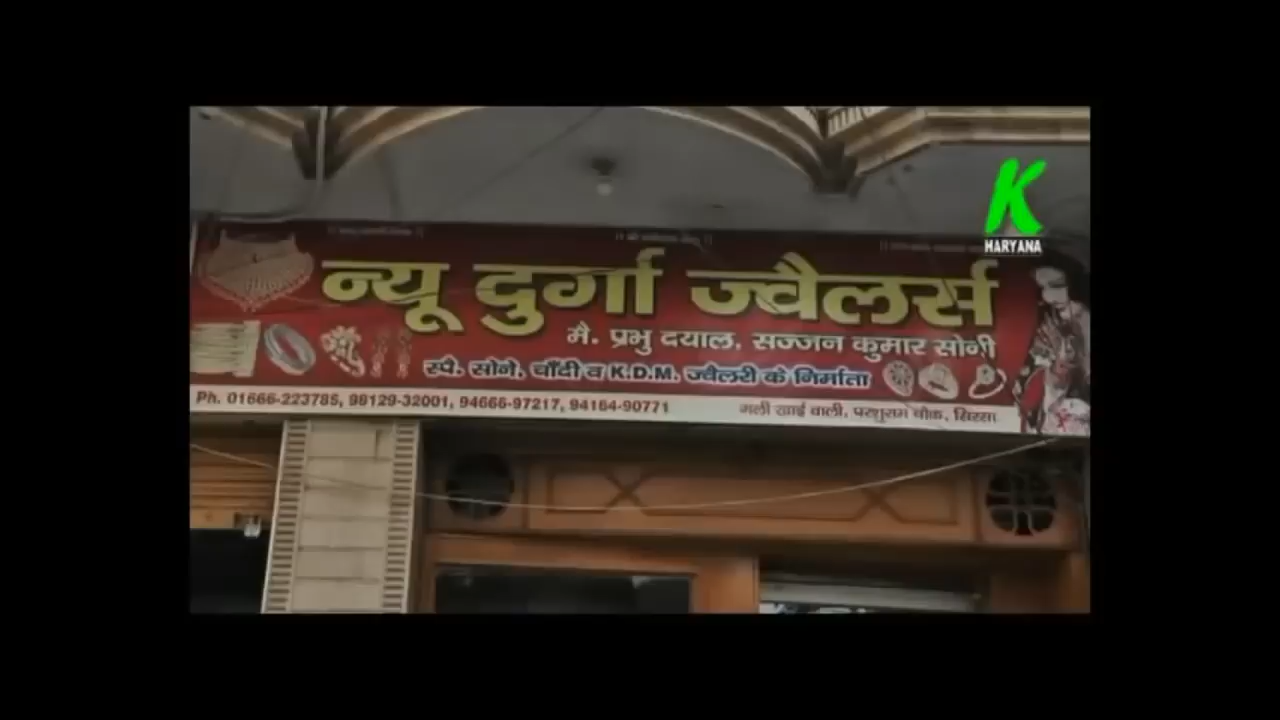 K
HARYANA
न्यू दुर्गा ज्वैलर्स
मै. प्रभु दयाल, सज्जन कुमार सोनी
स्पै. सोने, चाँदी व K.D.M. ज्वैलरी के निर्माता
Ph. 01666-223785, 98129-32001, 94666-97217, 94164-90771
गली खाई वाली, परशुराम चौक, सिरसा